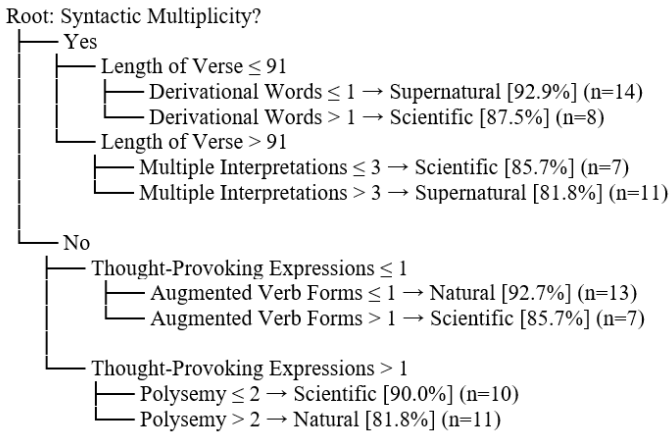 Root: Syntactic Multiplicity?
Yes
Length of Verse ≤ 91
Derivational Words ≤ 1 → Supernatural [92.9%] (n=14)
Derivational Words > 1 → Scientific [87.5%] (n=8)
Length of Verse > 91
Multiple Interpretations ≤ 3 → Scientific [85.7%] (n=7)
Multiple Interpretations > 3 → Supernatural [81.8%] (n=11)
No
Thought-Provoking Expressions ≤ 1
Augmented Verb Forms ≤ 1 → Natural [92.7%] (n=13)
Augmented Verb Forms > 1 → Scientific [85.7%] (n=7)
Thought-Provoking Expressions > 1
Polysemy ≤ 2 → Scientific [90.0%] (n=10)
Polysemy > 2 → Natural [81.8%] (n=11)